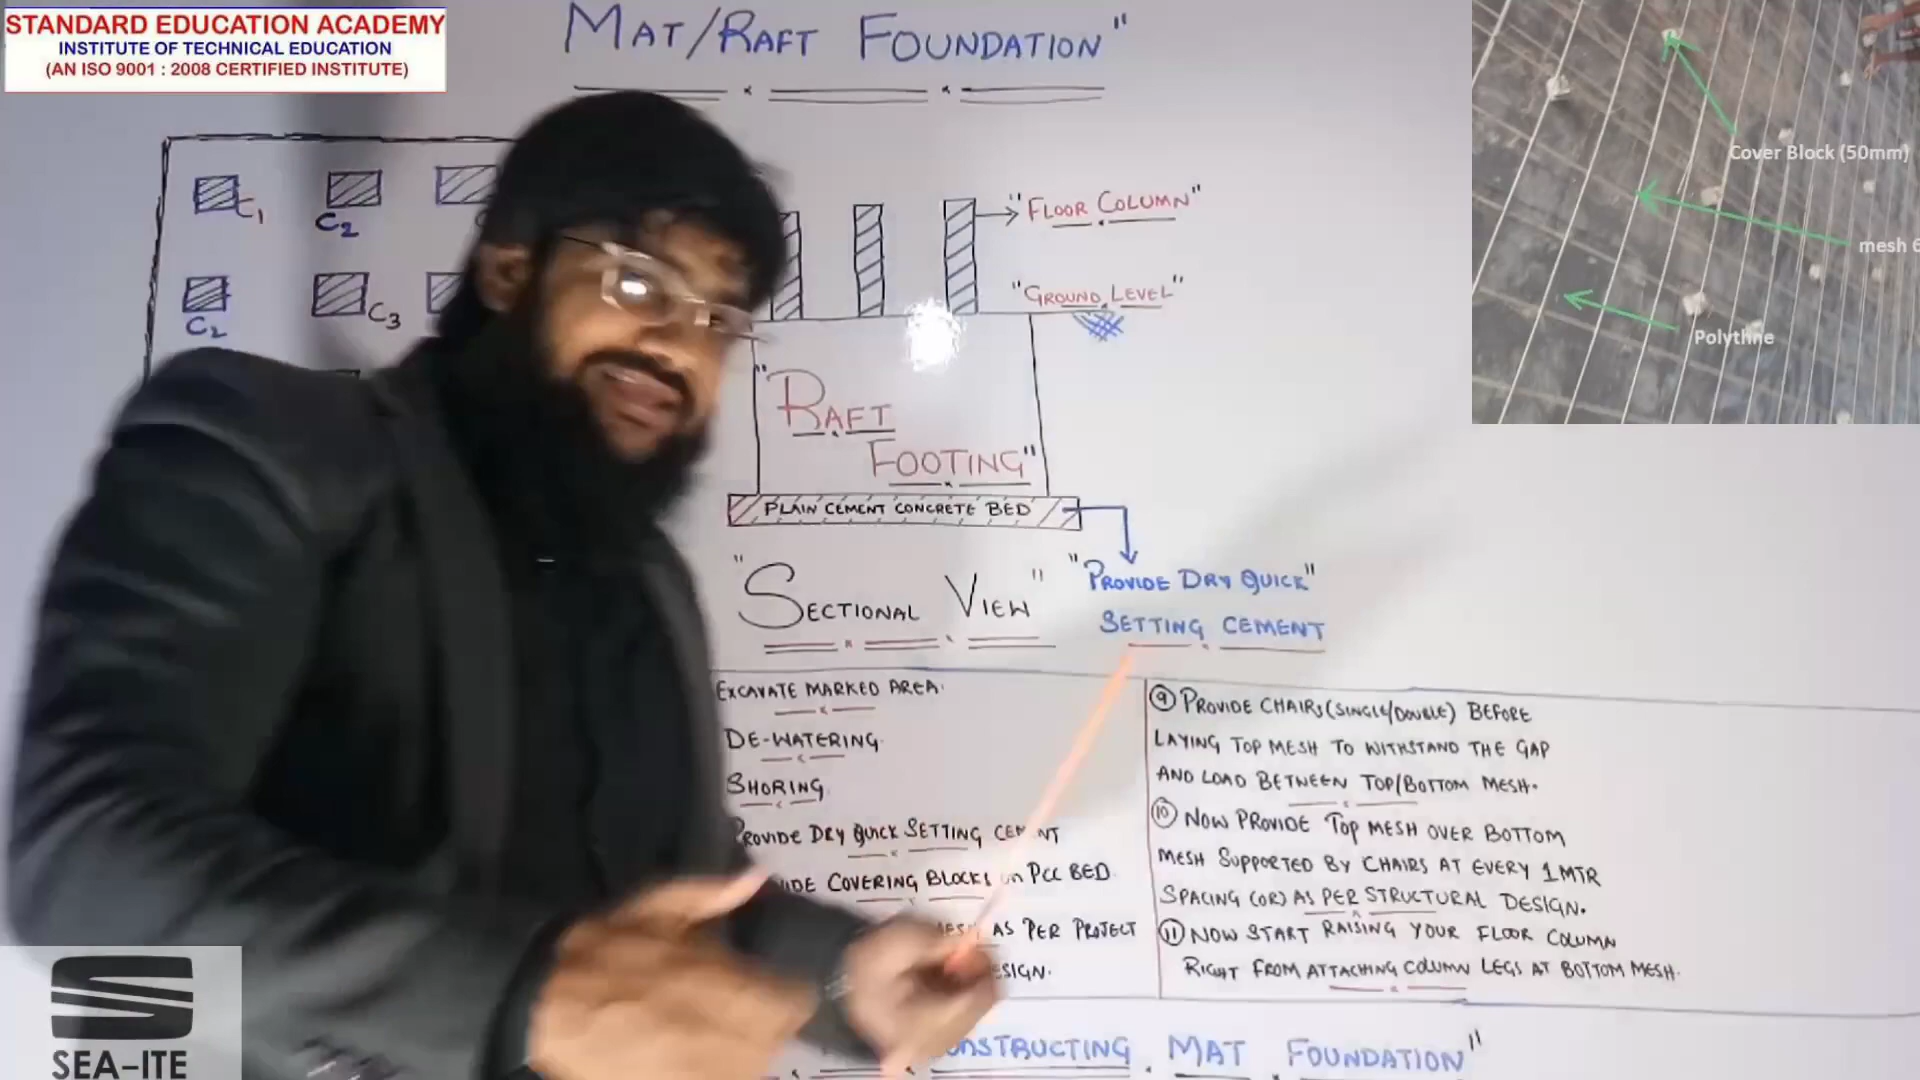 STANDARD EDUCATION ACADEMY
INSTITUTE OF TECHNICAL EDUCATION
(AN ISO 9001 : 2008 CERTIFIED INSTITUTE)
MAT/RAFT FOUNDATION"
C1
C2
C2
C3
"FLOOR COLUMN"
"GROUND LEVEL"
"RAFT
FOOTING"
PLAIN CEMENT CONCRETE BED
"SECTIONAL VIEW"
"PROVIDE DRY QUICK"
SETTING CEMENT
Cover Block (50mm)
mesh
Polythne
EXCAVATE MARKED AREA.
DE-WATERING.
SHORING.
PROVIDE DRY QUICK SETTING
COVERING BLOCKS on PCC BED.
AS PER PROJECT
⑨ PROVIDE CHAIRS (SINGLE/DOUBLE) BEFORE
LAYING TOP MESH TO WITHSTAND THE GAP
AND LOAD BETWEEN TOP/BOTTOM MESH.
⑩ NOW PROVIDE TOP MESH OVER BOTTOM
MESH SUPPORTED BY CHAIRS AT EVERY 1MTR
SPACING (OR) AS PER STRUCTURAL DESIGN.
⑪ NOW START RAISING YOUR FLOOR COLUMN
RIGHT FROM ATTACHING COLUMN LEGS AT BOTTOM MESH.
MAT FOUNDATION"
SEA-ITE